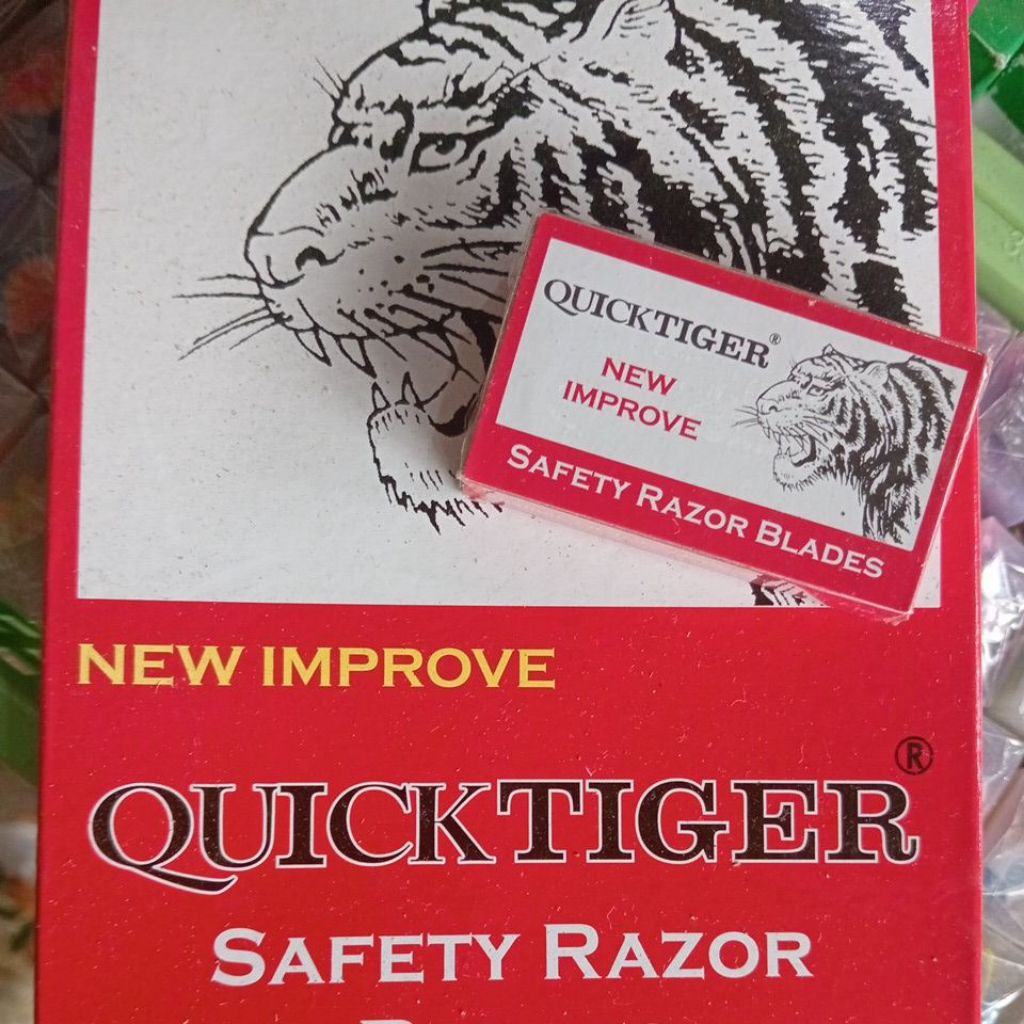 QUICKTIGER®
NEW
IMPROVE
SAFETY RAZOR BLADES
NEW IMPROVE
QUICKTIGER®
SAFETY RAZOR